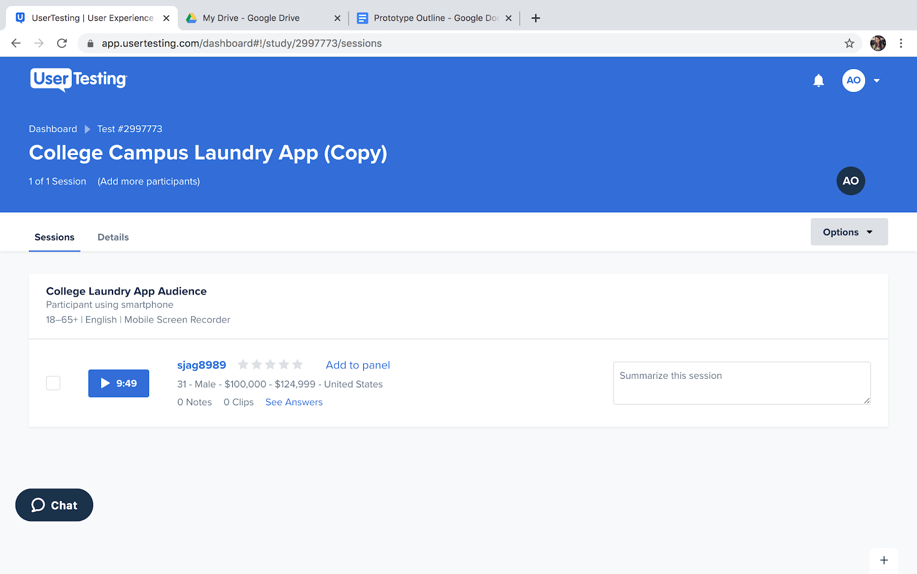 UserTesting | User Experience
My Drive - Google Drive
Prototype Outline - Google Do
app.usertesting.com/dashboard#!/study/2997773/sessions
UserTesting
AO
Dashboard Test #2997773
College Campus Laundry App (Copy)
1 of 1 Session (Add more participants)
AO
Sessions Details
Options
College Laundry App Audience
Participant using smartphone
18–65+ | English | Mobile Screen Recorder
sjag8989 Add to panel
9:49
31 - Male - $100,000 - $124,999 - United States
0 Notes 0 Clips See Answers
Summarize this session
Chat